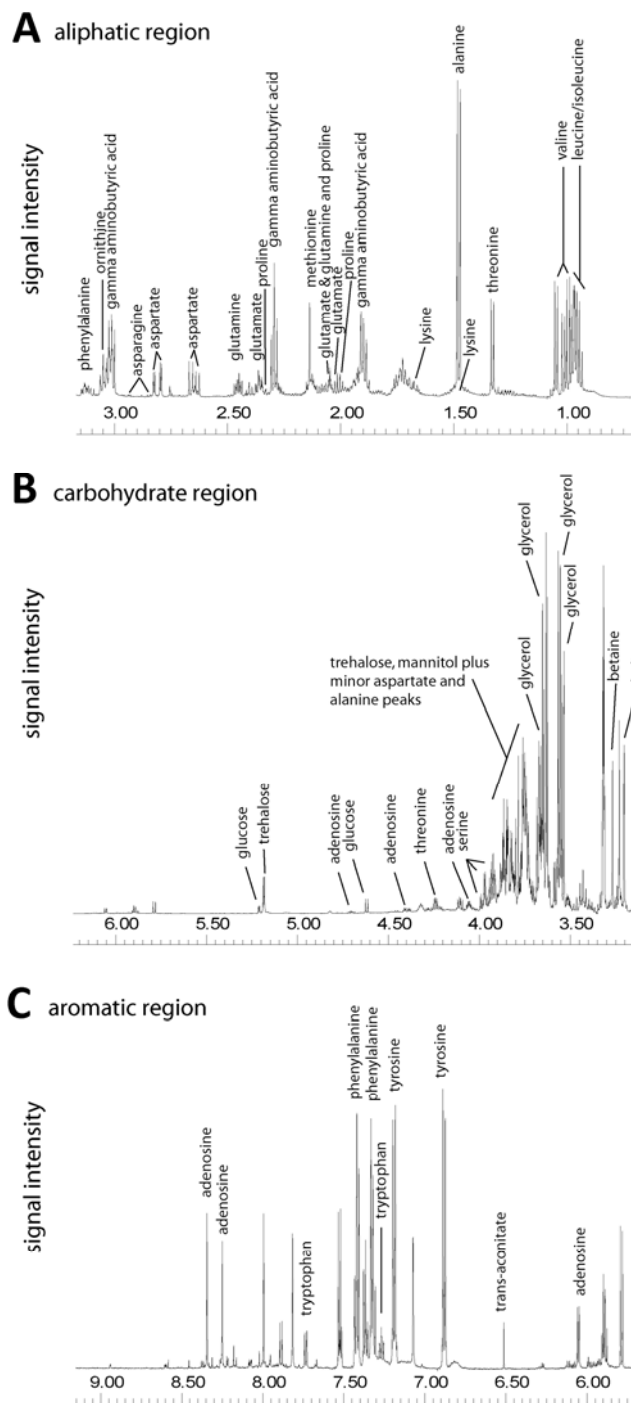 A aliphatic region
signal intensity
phenylalanine
ornithine
gamma aminobutyric acid
asparagine
aspartate
aspartate
glutamine
glutamate
proline
gamma aminobutyric acid
methionine
glutamate & glutamine and proline
glutamate
proline
gamma aminobutyric acid
lysine
alanine
lysine
threonine
valine
leucine/isoleucine
3.00 2.50 2.00 1.50 1.00
B carbohydrate region
signal intensity
glucose
trehalose
adenosine
glucose
adenosine
threonine
adenosine
serine
trehalose, mannitol plus
minor aspartate and
alanine peaks
glycerol
glycerol
glycerol
glycerol
betaine
6.00 5.50 5.00 4.50 4.00 3.50
C aromatic region
signal intensity
adenosine
adenosine
tryptophan
phenylalanine
phenylalanine
tyrosine
tryptophan
tyrosine
trans-aconitate
adenosine
9.00 8.50 8.00 7.50 7.00 6.50 6.00